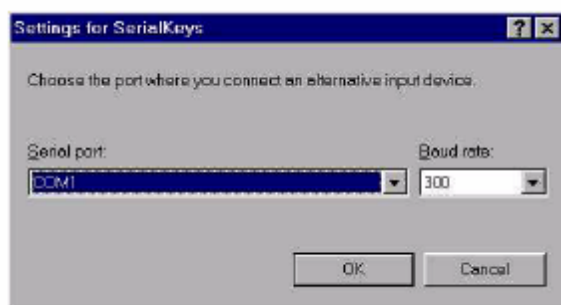 Settings for SerialKeys
Choose the port where you connect an alternative input device.
Serial port: Baud rate:
COM1 300
OK Cancel